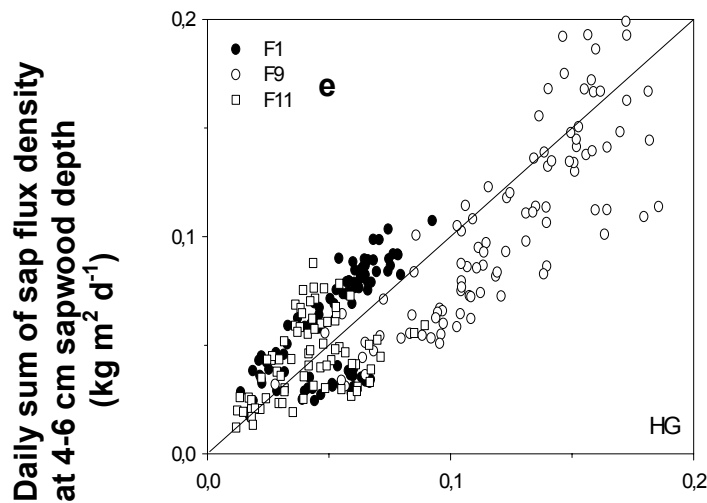 Daily sum of sap flux density
at 4-6 cm sapwood depth
(kg m² d⁻¹)
0,2
F1
F9
F11
e
0,1
HG
0,0
0,0 0,1 0,2